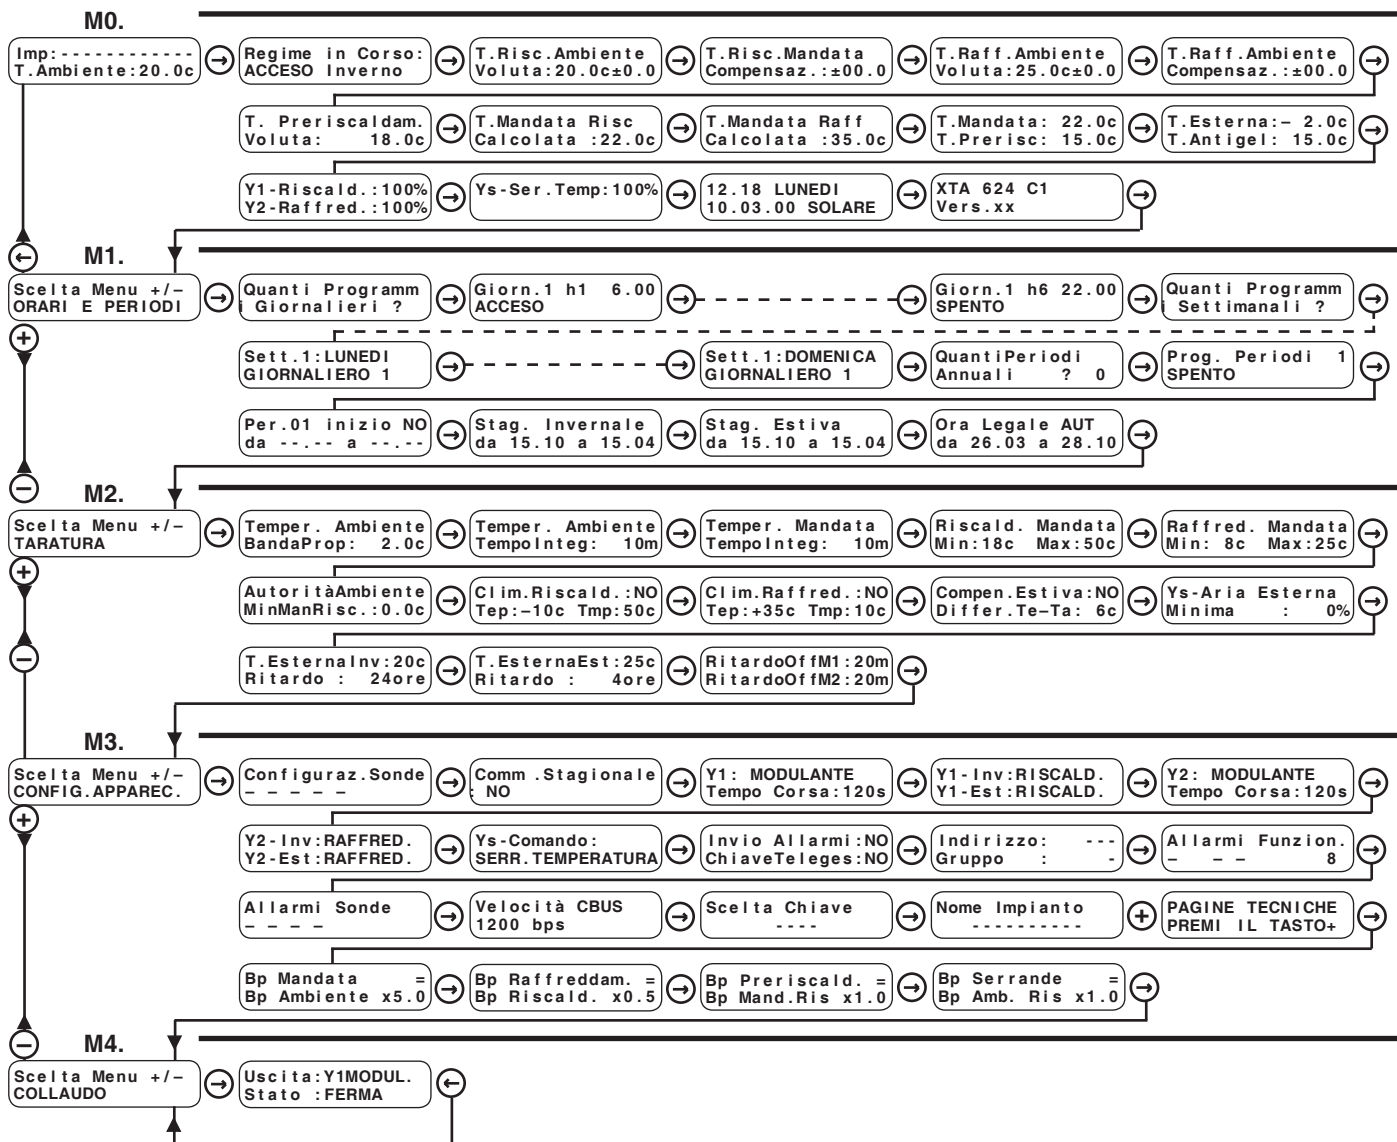 M0.
Imp:------------
T.Ambiente:20.0c
Regime in Corso:
ACCESO Inverno
T.Risc.Ambiente
Voluta:20.0c±0.0
T.Risc.Mandata
Compensaz.:±00.0
T.Raff.Ambiente
Voluta:25.0c±0.0
T.Raff.Ambiente
Compensaz.:±00.0
T. Preriscaldam.
Voluta: 18.0c
T.Mandata Risc
Calcolata :22.0c
T.Mandata Raff
Calcolata :35.0c
T.Mandata: 22.0c
T.Prerisc: 15.0c
T.Esterna:– 2.0c
T.Antigel: 15.0c
Y1-Riscald.:100%
Y2-Raffred.:100%
Ys-Ser.Temp:100%
12.18 LUNEDI
10.03.00 SOLARE
XTA 624 C1
Vers.xx
M1.
Scelta Menu +/–
ORARI E PERIODI
Quanti Programm
i Giornalieri ?
Giorn.1 h1 6.00
ACCESO
Giorn.1 h6 22.00
SPENTO
Quanti Programm
i Settimanali ?
Sett.1:LUNEDI
GIORNALIERO 1
Sett.1:DOMENICA
GIORNALIERO 1
QuantiPeriodi
Annuali ? 0
Prog. Periodi 1
SPENTO
Per.01 inizio NO
da --.-- a --.--
Stag. Invernale
da 15.10 a 15.04
Stag. Estiva
da 15.10 a 15.04
Ora Legale AUT
da 26.03 a 28.10
M2.
Scelta Menu +/–
TARATURA
Temper. Ambiente
BandaProp: 2.0c
Temper. Ambiente
TempoInteg: 10m
Temper. Mandata
TempoInteg: 10m
Riscald. Mandata
Min:18c Max:50c
Raffred. Mandata
Min: 8c Max:25c
AutoritàAmbiente
MinManRisc.:0.0c
Clim.Riscald.:NO
Tep:–10c Tmp:50c
Clim.Raffred.:NO
Tep:+35c Tmp:10c
Compen.Estiva:NO
Differ.Te–Ta: 6c
Ys-Aria Esterna
Minima : 0%
T.EsternaInv:20c
Ritardo : 24ore
T.EsternaEst:25c
Ritardo : 4ore
RitardoOffM1:20m
RitardoOffM2:20m
M3.
Scelta Menu +/–
CONFIG.APPAREC.
Configuraz.Sonde
– – – – –
Comm .Stagionale
: NO
Y1: MODULANTE
Tempo Corsa:120s
Y1-Inv:RISCALD.
Y1-Est:RISCALD.
Y2: MODULANTE
Tempo Corsa:120s
Y2-Inv:RAFFRED.
Y2-Est:RAFFRED.
Ys-Comando:
SERR.TEMPERATURA
Invio Allarmi:NO
ChiaveTeleges:NO
Indirizzo: ---
Gruppo : -
Allarmi Funzion.
– – – 8
Allarmi Sonde
– – – –
Velocità CBUS
1200 bps
Scelta Chiave
----
Nome Impianto
----------
PAGINE TECNICHE
PREMI IL TASTO+
Bp Mandata =
Bp Ambiente x5.0
Bp Raffreddam. =
Bp Riscald. x0.5
Bp Preriscald. =
Bp Mand.Ris x1.0
Bp Serrande =
Bp Amb. Ris x1.0
M4.
Scelta Menu +/–
COLLAUDO
Uscita:Y1MODUL.
Stato :FERMA